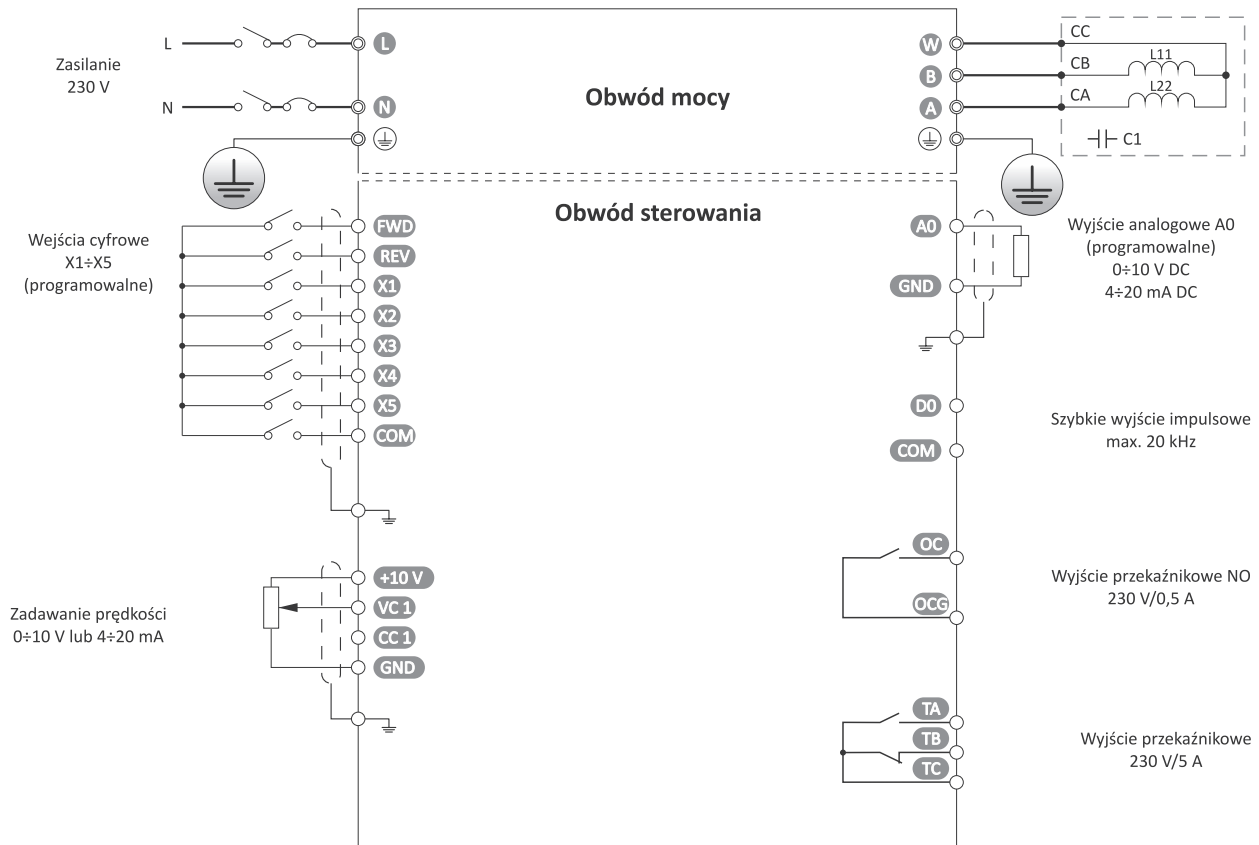 L
L
W
CC
Zasilanie
230 V
Obwód mocy
B
CB
L11
N
N
A
CA
L22
C1
Obwód sterowania
Wejścia cyfrowe
X1÷X5
(programowalne)
FWD
REV
X1
X2
X3
X4
X5
COM
A0
GND
Wyjście analogowe A0
(programowalne)
0÷10 V DC
4÷20 mA DC
D0
COM
Szybkie wyjście impulsowe
max. 20 kHz
Zadawanie prędkości
0÷10 V lub 4÷20 mA
+10 V
VC 1
CC 1
GND
OC
OCG
Wyjście przekaźnikowe NO
230 V/0,5 A
TA
TB
TC
Wyjście przekaźnikowe
230 V/5 A